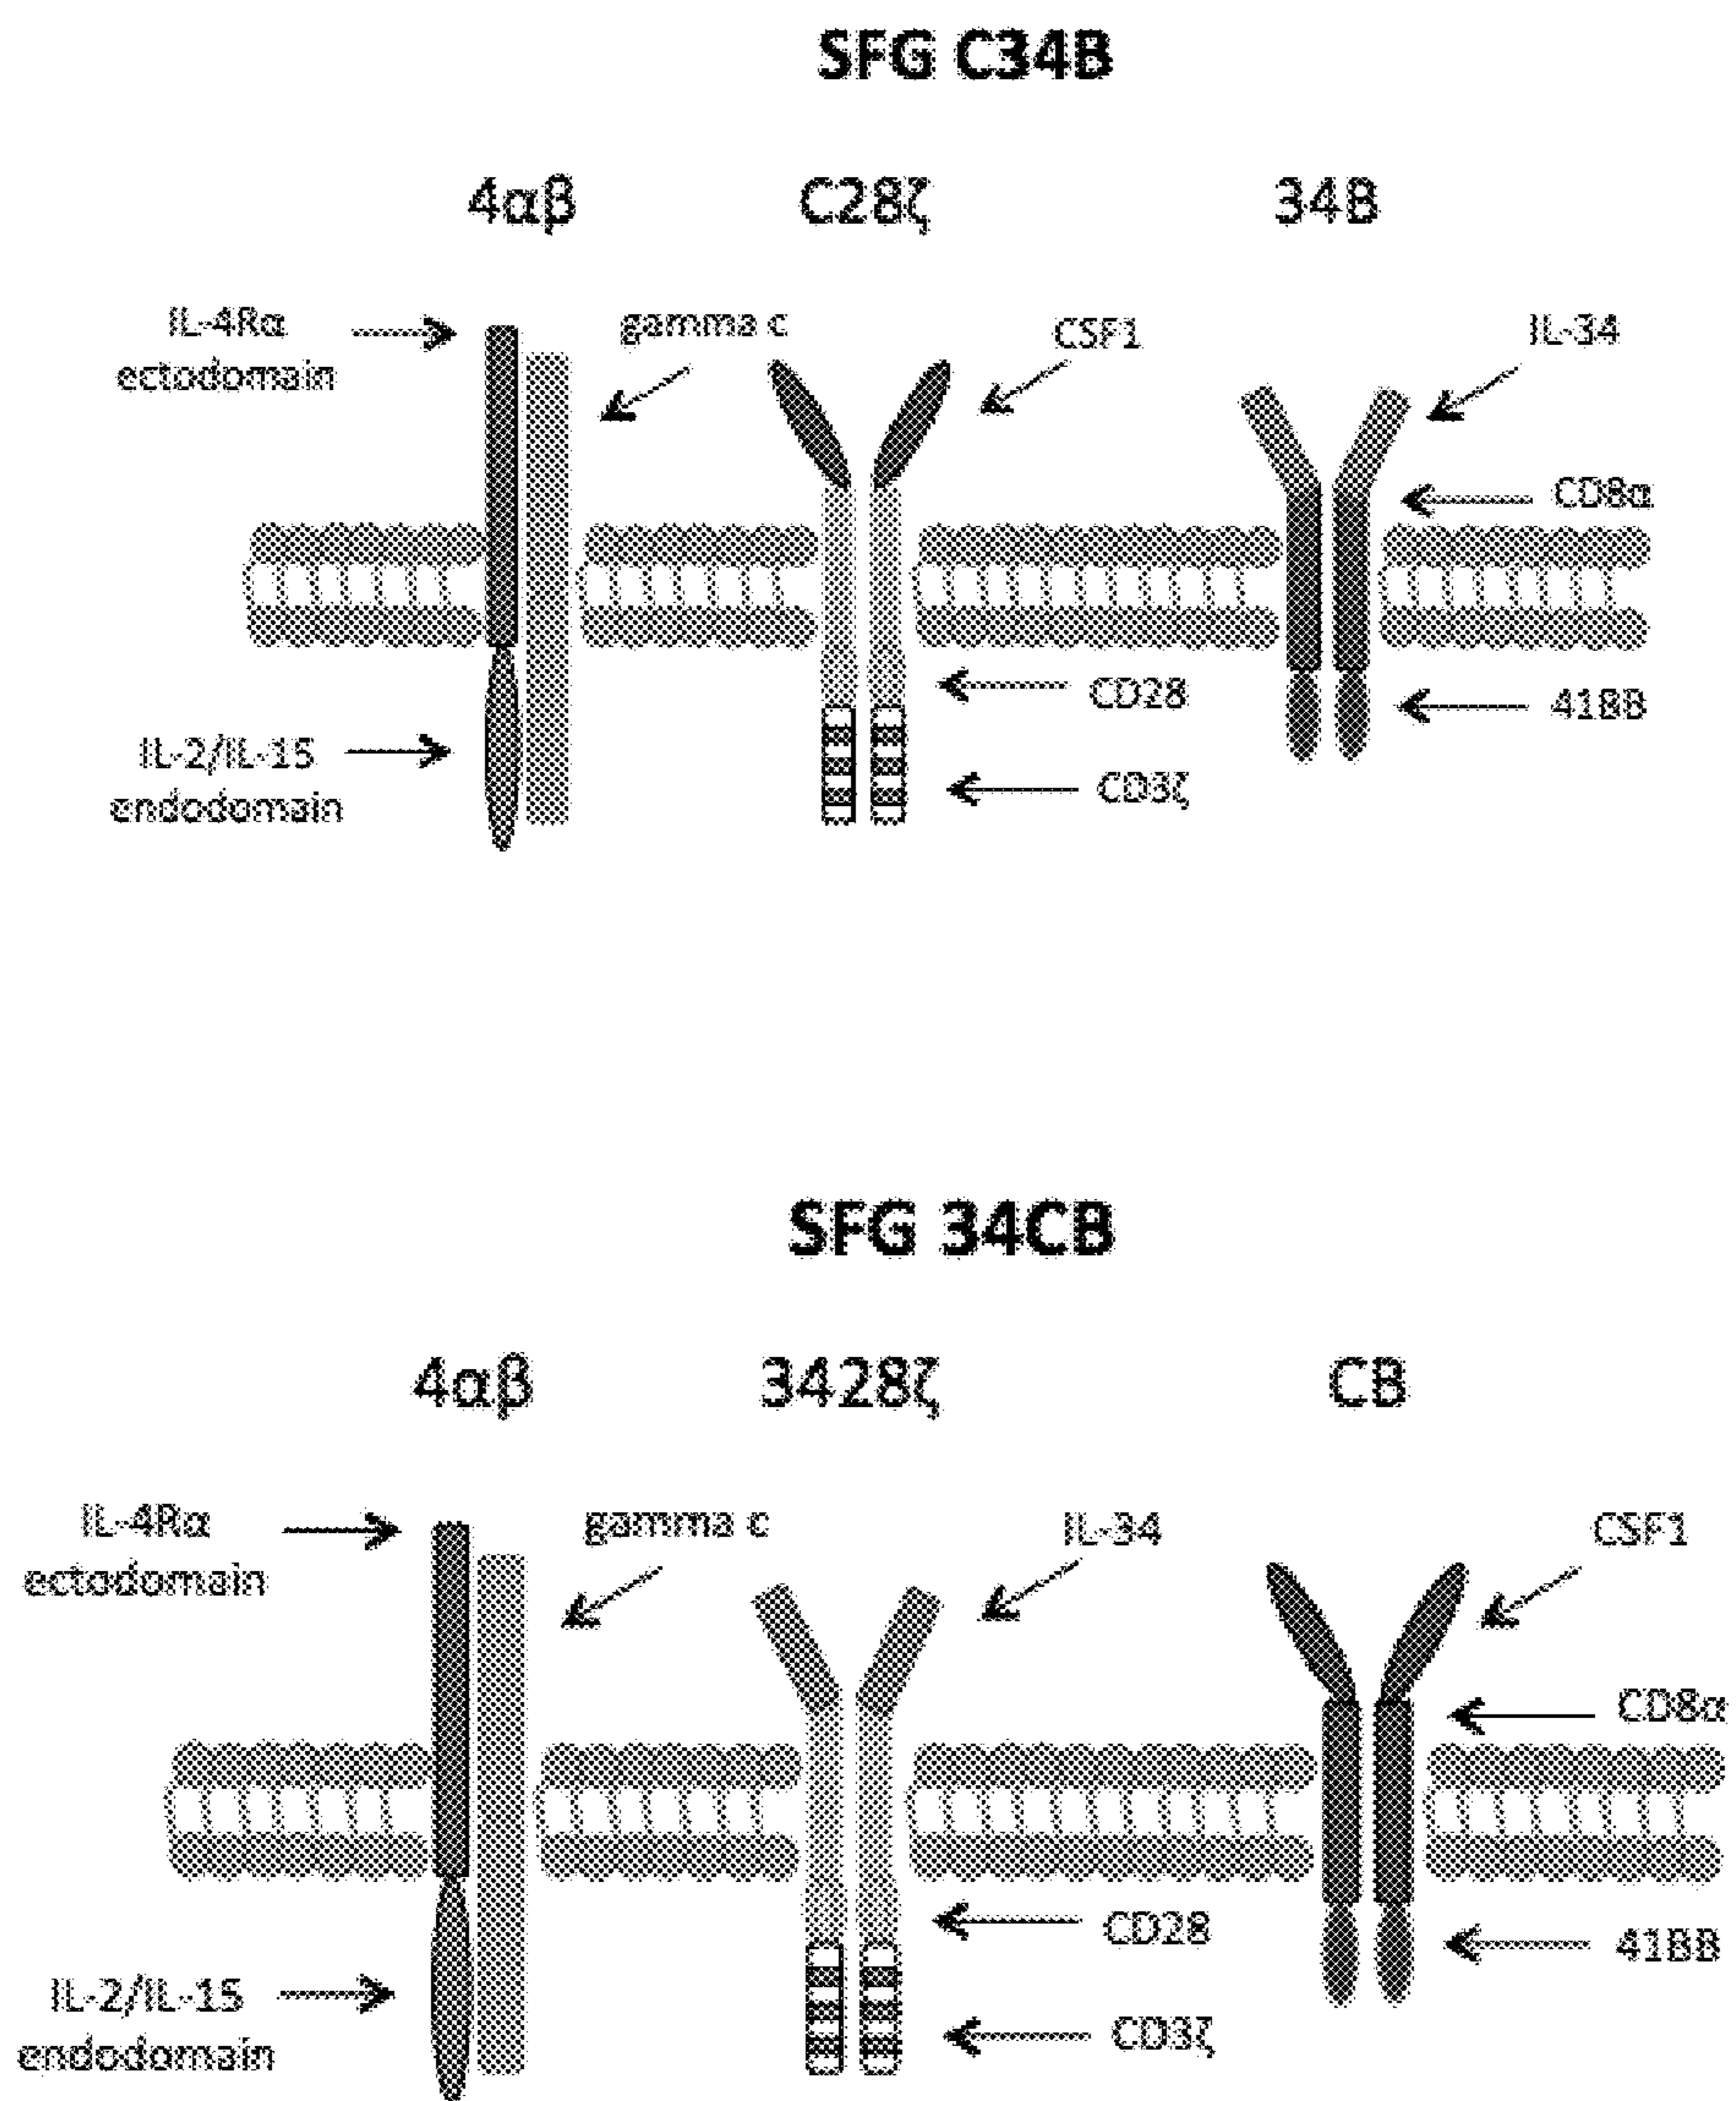 SFG C34B
4αβ
C28ζ
34B
IL-4Rα
ectodomain
gamma c
CSF1
IL-34
CD8α
CD28
41BB
IL-2/IL-15
endodomain
CD3ζ
SFG 34CB
4αβ
3428ζ
CB
IL-4Rα
ectodomain
gamma c
IL-34
CSF1
CD8α
CD28
41BB
IL-2/IL-15
endodomain
CD3ζ